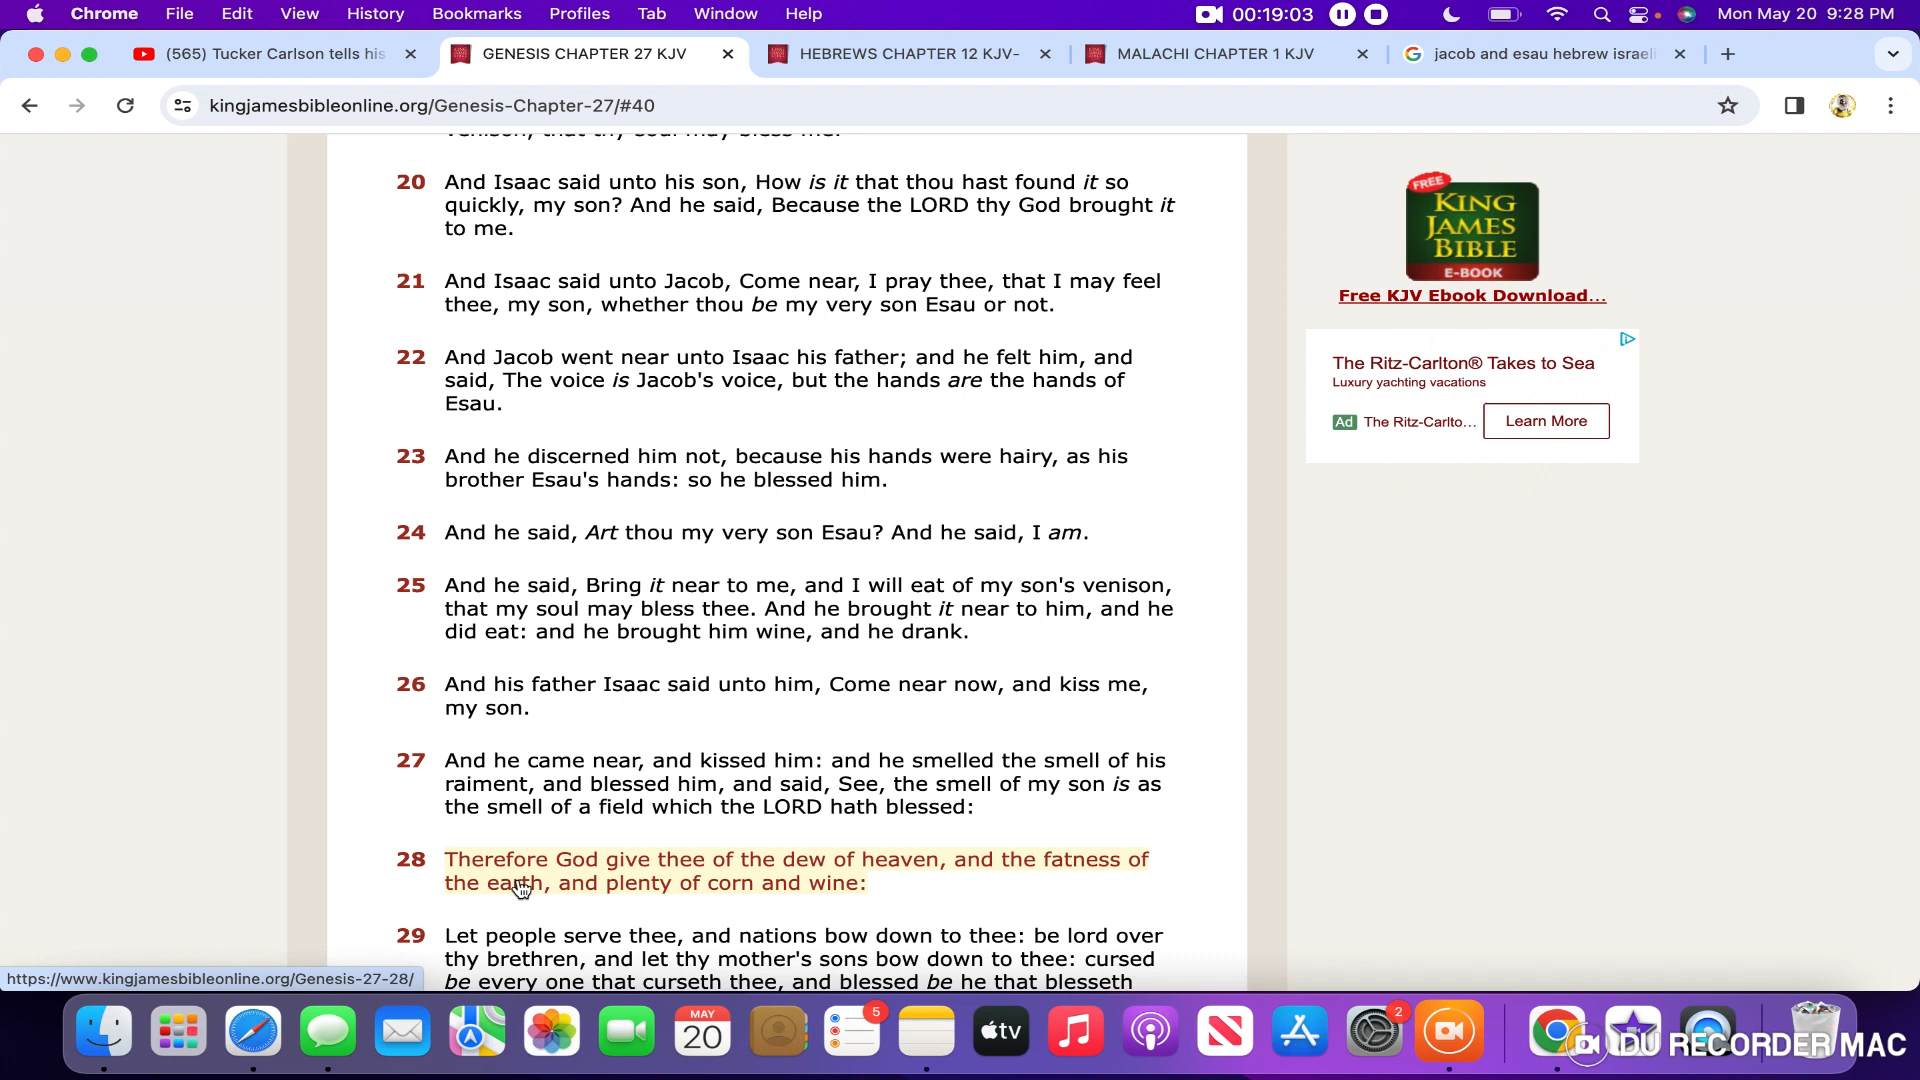 Chrome File Edit View History Bookmarks Profiles Tab Window Help 00:19:03 Mon May 20 9:28 PM
(565) Tucker Carlson tells his GENESIS CHAPTER 27 KJV HEBREWS CHAPTER 12 KJV- MALACHI CHAPTER 1 KJV jacob and esau hebrew israeli
kingjamesbibleonline.org/Genesis-Chapter-27/#40
venison, that thy soul may bless me.
20 And Isaac said unto his son, How is it that thou hast found it so
quickly, my son? And he said, Because the LORD thy God brought it
to me.
21 And Isaac said unto Jacob, Come near, I pray thee, that I may feel
thee, my son, whether thou be my very son Esau or not.
22 And Jacob went near unto Isaac his father; and he felt him, and
said, The voice is Jacob's voice, but the hands are the hands of
Esau.
23 And he discerned him not, because his hands were hairy, as his
brother Esau's hands: so he blessed him.
24 And he said, Art thou my very son Esau? And he said, I am.
25 And he said, Bring it near to me, and I will eat of my son's venison,
that my soul may bless thee. And he brought it near to him, and he
did eat: and he brought him wine, and he drank.
26 And his father Isaac said unto him, Come near now, and kiss me,
my son.
27 And he came near, and kissed him: and he smelled the smell of his
raiment, and blessed him, and said, See, the smell of my son is as
the smell of a field which the LORD hath blessed:
28 Therefore God give thee of the dew of heaven, and the fatness of
the earth, and plenty of corn and wine:
29 Let people serve thee, and nations bow down to thee: be lord over
thy brethren, and let thy mother's sons bow down to thee: cursed
be every one that curseth thee, and blessed be he that blesseth
FREE
KING
JAMES
BIBLE
E-BOOK
Free KJV Ebook Download...
The Ritz-Carlton® Takes to Sea
Luxury yachting vacations
Ad The Ritz-Carlto... Learn More
https://www.kingjamesbibleonline.org/Genesis-27-28/
MAY
20
5
tv
2
DU RECORDER MAC